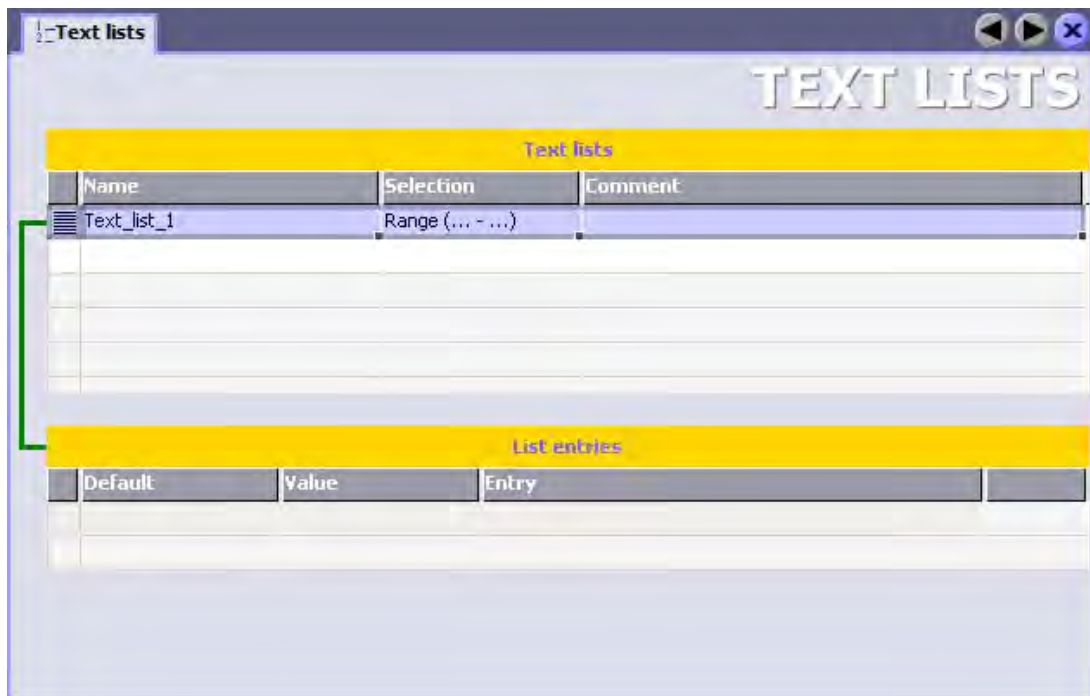 Text lists
TEXT LISTS
Text lists
Name Selection Comment
Text_list_1 Range (... - ...)
List entries
Default Value Entry